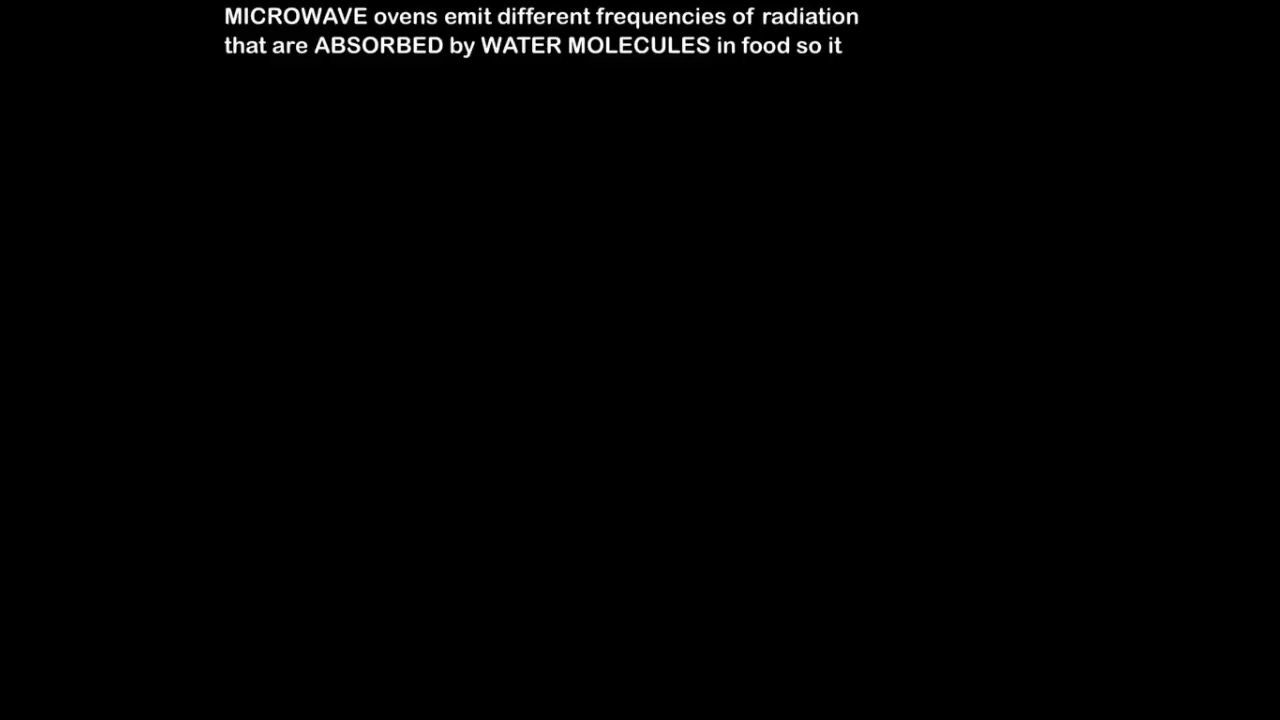 MICROWAVE ovens emit different frequencies of radiation
that are ABSORBED by WATER MOLECULES in food so it